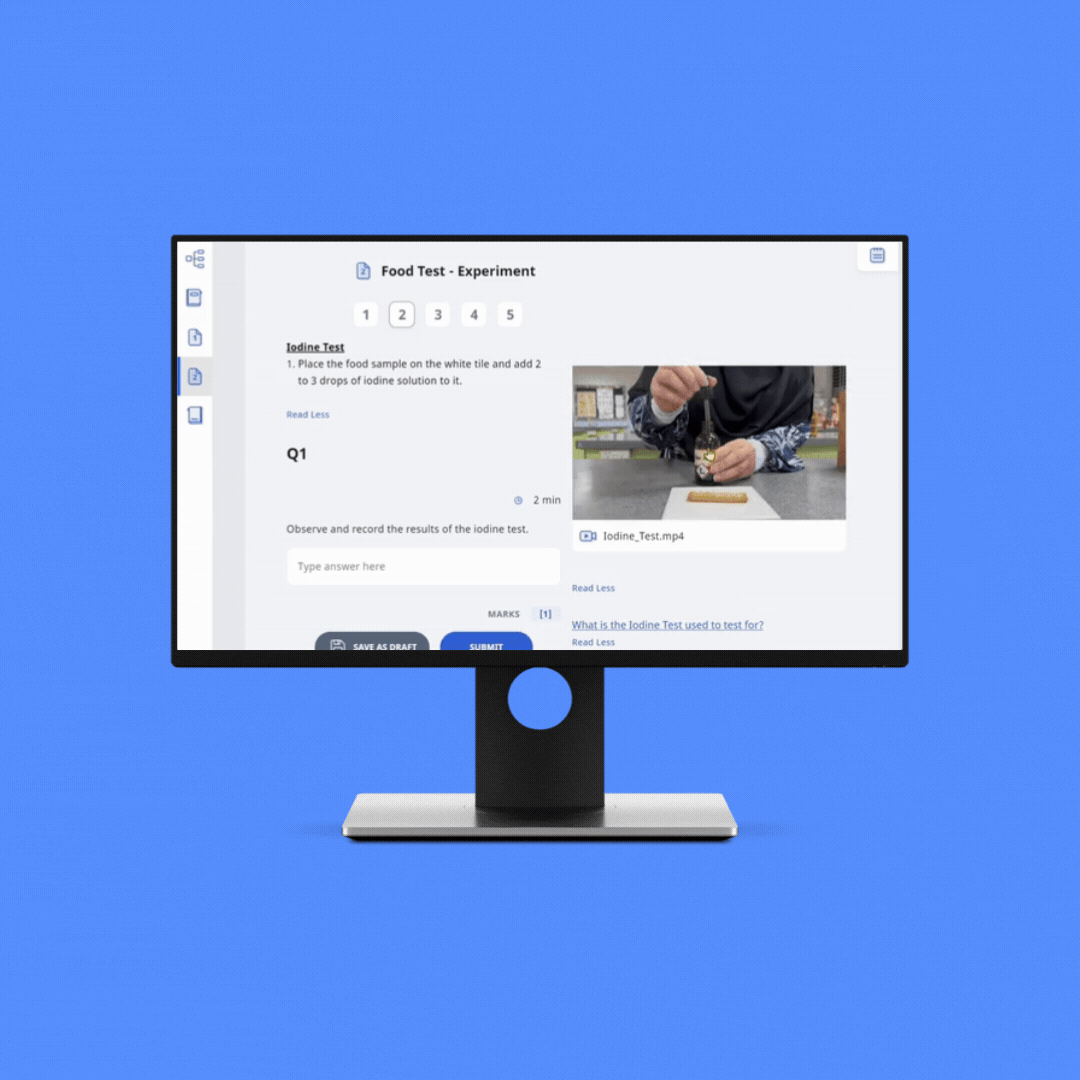 Food Test - Experiment
1 2 3 4 5
Iodine Test
1. Place the food sample on the white tile and add 2
to 3 drops of iodine solution to it.
Read Less
Q1
2 min
Observe and record the results of the iodine test.
Type answer here
MARKS [1]
SAVE AS DRAFT
SUBMIT
Iodine_Test.mp4
Read Less
What is the Iodine Test used to test for?
Read Less